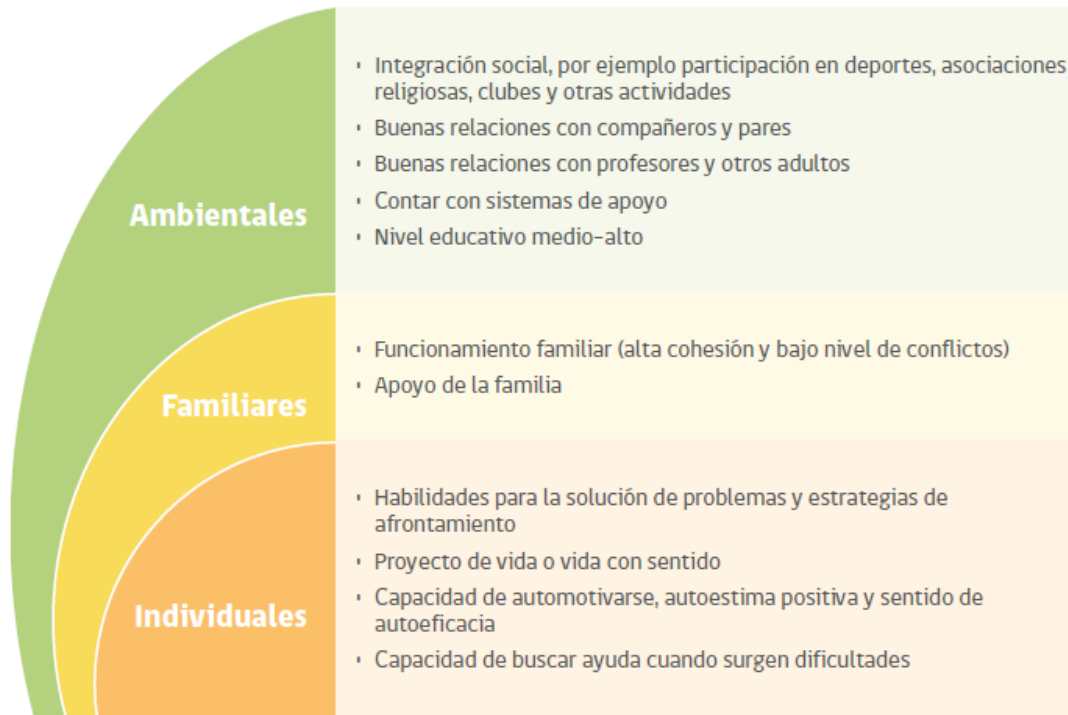 Ambientales
· Integración social, por ejemplo participación en deportes, asociaciones
religiosas, clubes y otras actividades
· Buenas relaciones con compañeros y pares
· Buenas relaciones con profesores y otros adultos
· Contar con sistemas de apoyo
· Nivel educativo medio-alto
Familiares
· Funcionamiento familiar (alta cohesión y bajo nivel de conflictos)
· Apoyo de la familia
Individuales
· Habilidades para la solución de problemas y estrategias de
afrontamiento
· Proyecto de vida o vida con sentido
· Capacidad de automotivarse, autoestima positiva y sentido de
autoeficacia
· Capacidad de buscar ayuda cuando surgen dificultades